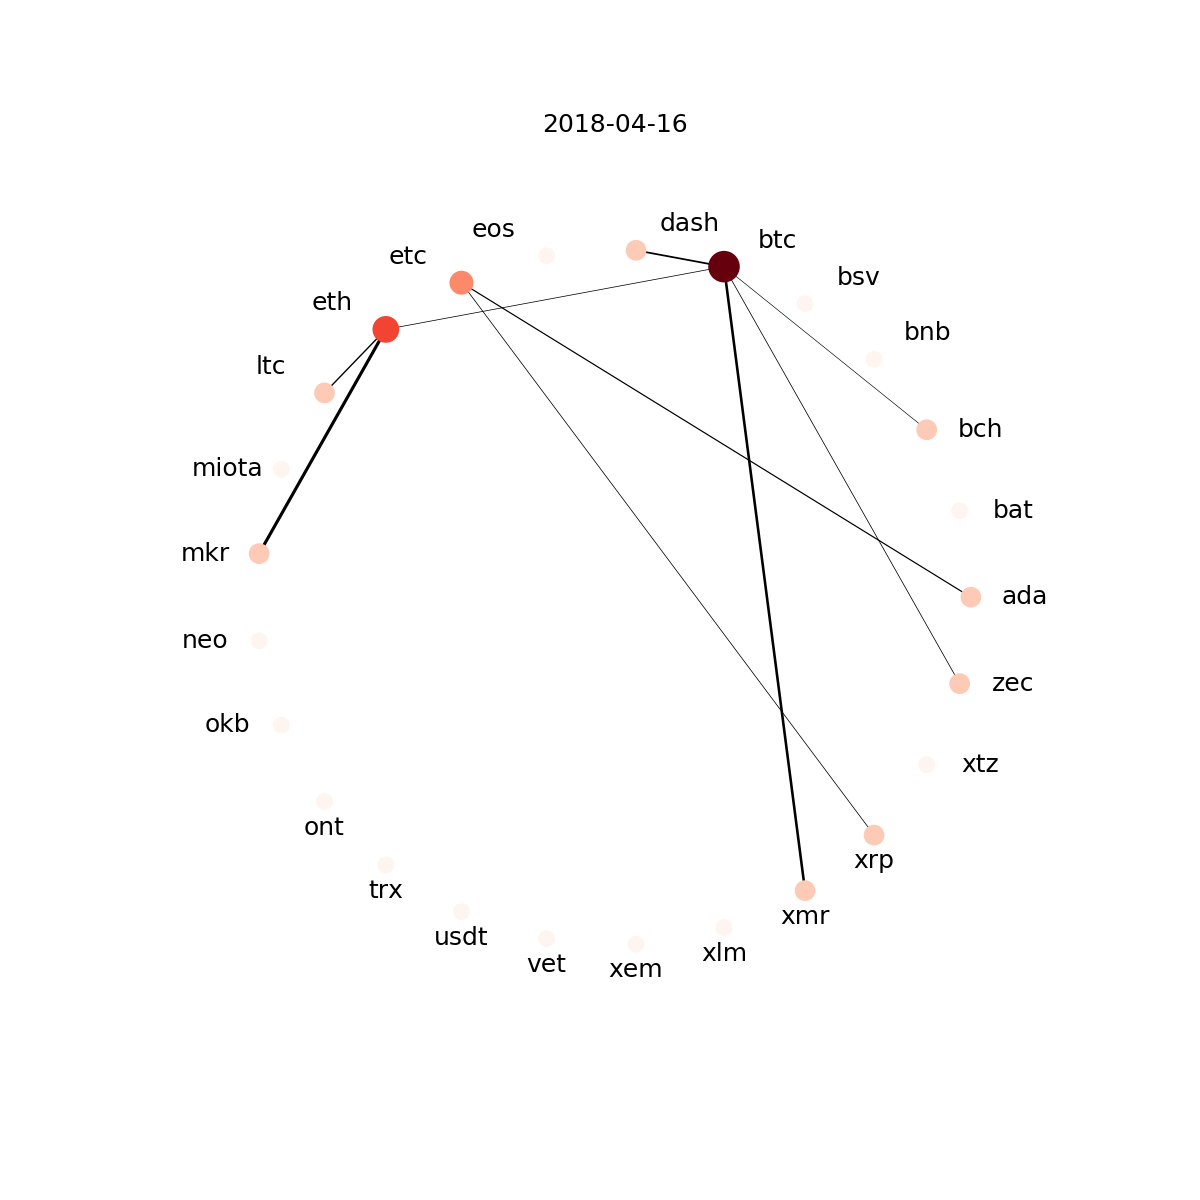 2018-04-16
dash
eos
btc
etc
bsv
eth
bnb
ltc
bch
miota
bat
mkr
ada
neo
zec
okb
xtz
ont
xrp
trx
xmr
usdt
xlm
vet
xem